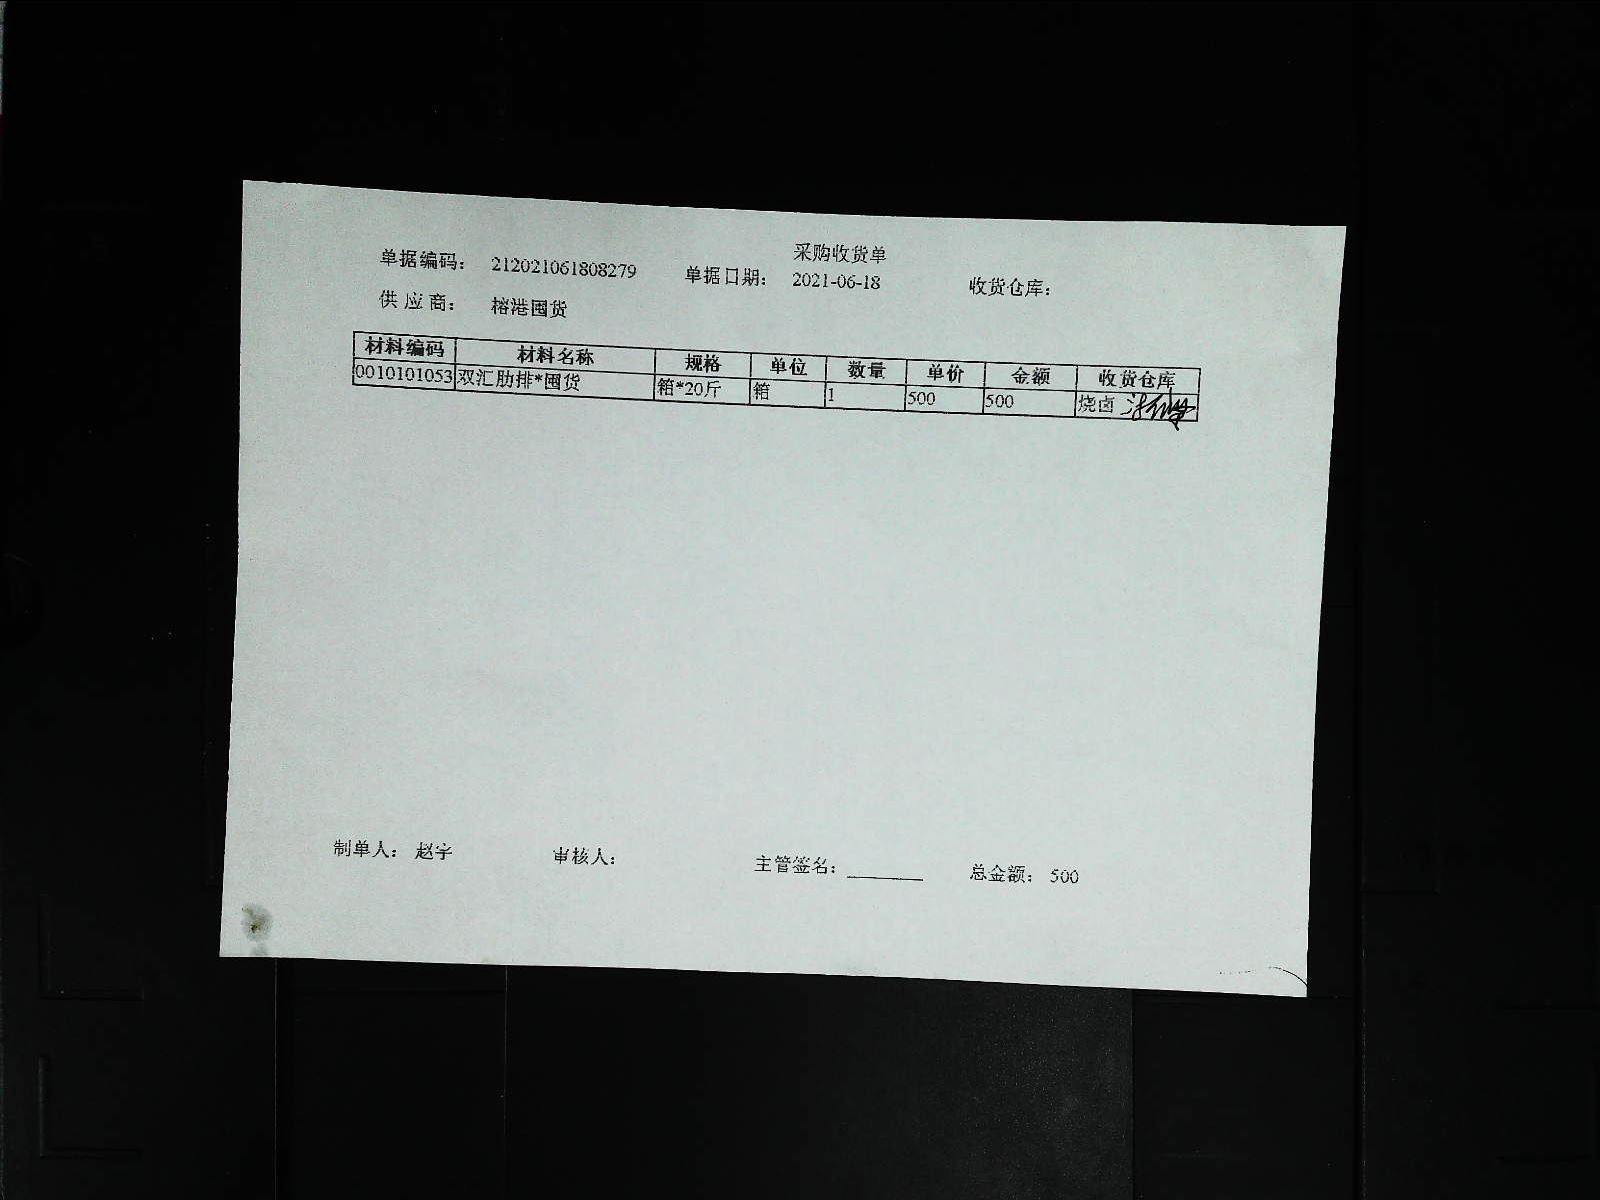 采购收货单
单据编码： 212021061808279 单据日期： 2021-06-18 收货仓库：
供 应 商： 榕港囤货
材料编码 材料名称 规格 单位 数量 单价 金额 收货仓库
0010101053 双汇肋排*囤货 箱*20斤 箱 1 500 500 烧卤
制单人： 赵宇 审核人： 主管签名： 总金额： 500